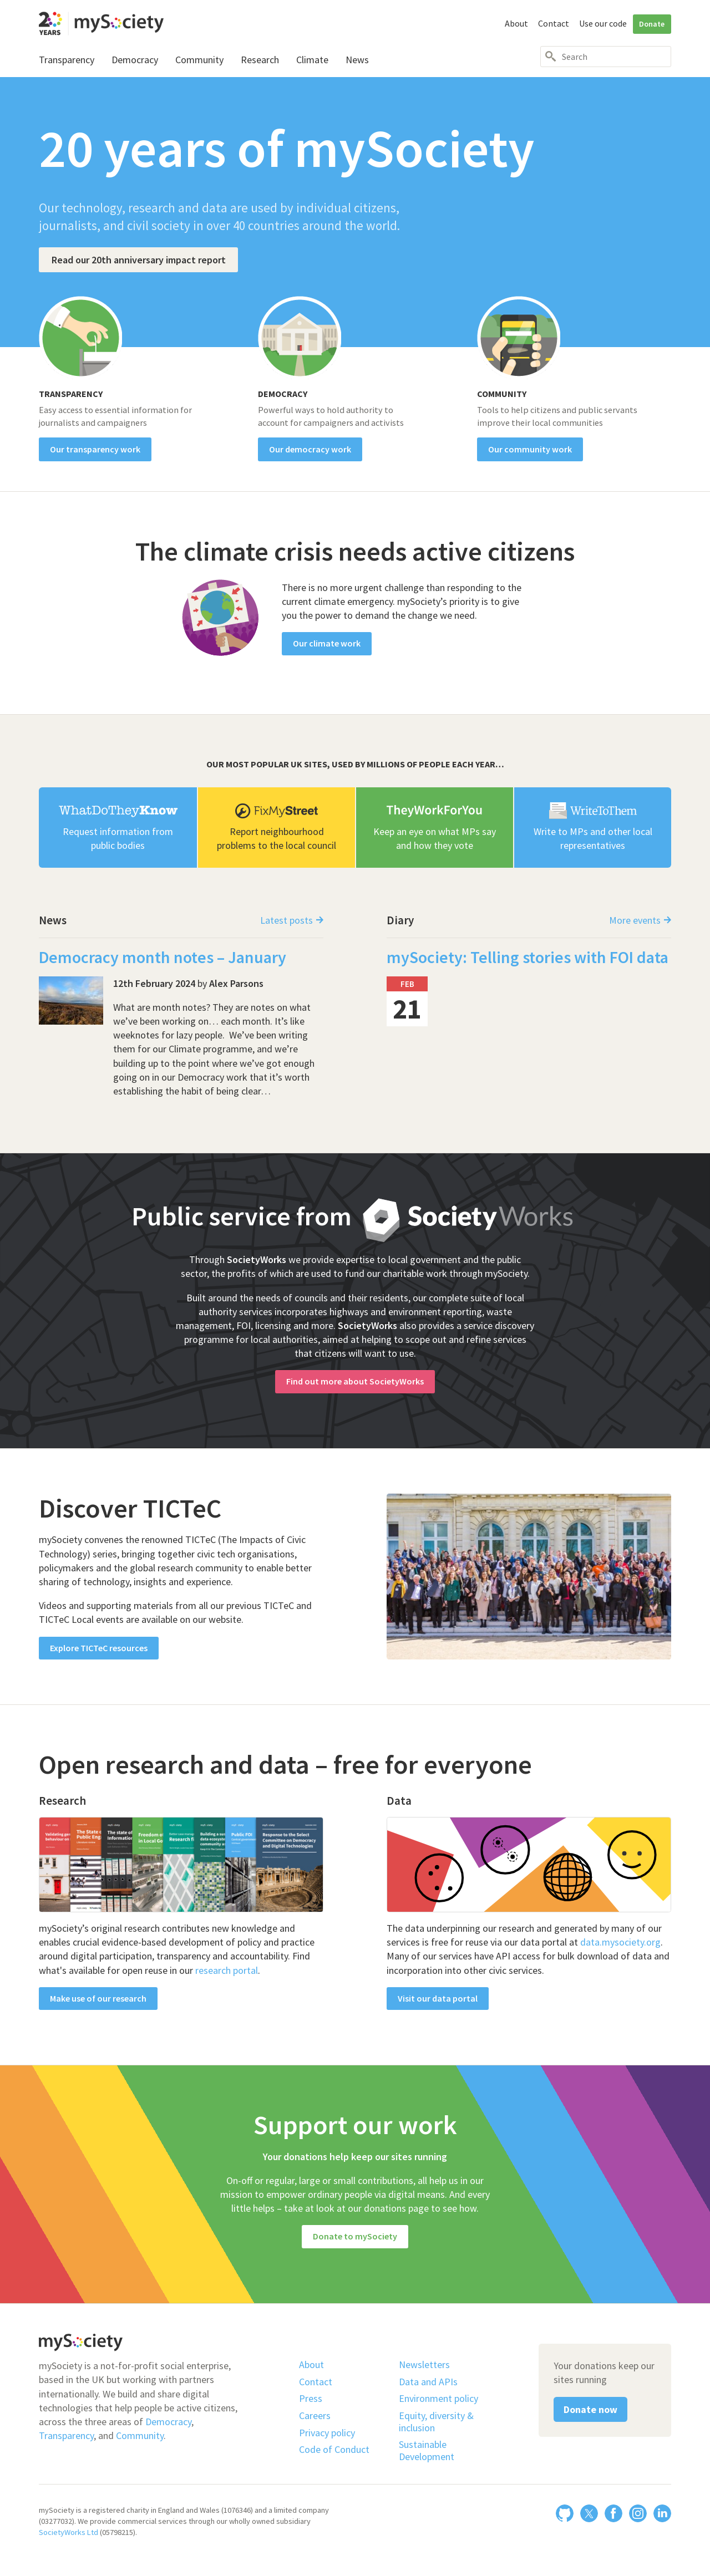 20 YEARS mySociety
About Contact Use our code Donate
Transparency Democracy Community Research Climate News
Search
20 years of mySociety
Our technology, research and data are used by individual citizens,
journalists, and civil society in over 40 countries around the world.
Read our 20th anniversary impact report
TRANSPARENCY
Easy access to essential information for
journalists and campaigners
Our transparency work
DEMOCRACY
Powerful ways to hold authority to
account for campaigners and activists
Our democracy work
COMMUNITY
Tools to help citizens and public servants
improve their local communities
Our community work
The climate crisis needs active citizens
There is no more urgent challenge than responding to the
current climate emergency. mySociety’s priority is to give
you the power to demand the change we need.
Our climate work
OUR MOST POPULAR UK SITES, USED BY MILLIONS OF PEOPLE EACH YEAR…
WhatDoTheyKnow
Request information from
public bodies
FixMyStreet
Report neighbourhood
problems to the local council
TheyWorkForYou
Keep an eye on what MPs say
and how they vote
WriteToThem
Write to MPs and other local
representatives
News
Latest posts
Democracy month notes – January
12th February 2024 by Alex Parsons
What are month notes? They are notes on what
we’ve been working on… each month. It’s like
weeknotes for lazy people. We’ve been writing
them for our Climate programme, and we’re
building up to the point where we’ve got enough
going on in our Democracy work that it’s worth
establishing the habit of being clear…
Diary
More events
mySociety: Telling stories with FOI data
FEB
21
Public service from SocietyWorks
Through SocietyWorks we provide expertise to local government and the public
sector, the profits of which are used to fund our charitable work through mySociety.
Built around the needs of councils and their residents, our complete suite of local
authority services incorporates highways and environment reporting, waste
management, FOI, licensing and more. SocietyWorks also provides a service discovery
programme for local authorities, aimed at helping to scope out and refine services
that citizens will want to use.
Find out more about SocietyWorks
Discover TICTeC
mySociety convenes the renowned TICTeC (The Impacts of Civic
Technology) series, bringing together civic tech organisations,
policymakers and the global research community to enable better
sharing of technology, insights and experience.
Videos and supporting materials from all our previous TICTeC and
TICTeC Local events are available on our website.
Explore TICTeC resources
Open research and data – free for everyone
Research
Response to the Select
Committee on Democracy
and Digital Technologies
mySociety’s original research contributes new knowledge and
enables crucial evidence-based development of policy and practice
around digital participation, transparency and accountability. Find
what's available for open reuse in our research portal.
Make use of our research
Data
The data underpinning our research and generated by many of our
services is free for reuse via our data portal at data.mysociety.org.
Many of our services have API access for bulk download of data and
incorporation into other civic services.
Visit our data portal
Support our work
Your donations help keep our sites running
On-off or regular, large or small contributions, all help us in our
mission to empower ordinary people via digital means. And every
little helps – take at look at our donations page to see how.
Donate to mySociety
mySociety
mySociety is a not-for-profit social enterprise,
based in the UK but working with partners
internationally. We build and share digital
technologies that help people be active citizens,
across the three areas of Democracy,
Transparency, and Community.
About
Contact
Press
Careers
Privacy policy
Code of Conduct
Newsletters
Data and APIs
Environment policy
Equity, diversity &
inclusion
Sustainable
Development
Your donations keep our
sites running
Donate now
mySociety is a registered charity in England and Wales (1076346) and a limited company
(03277032). We provide commercial services through our wholly owned subsidiary
SocietyWorks Ltd (05798215).